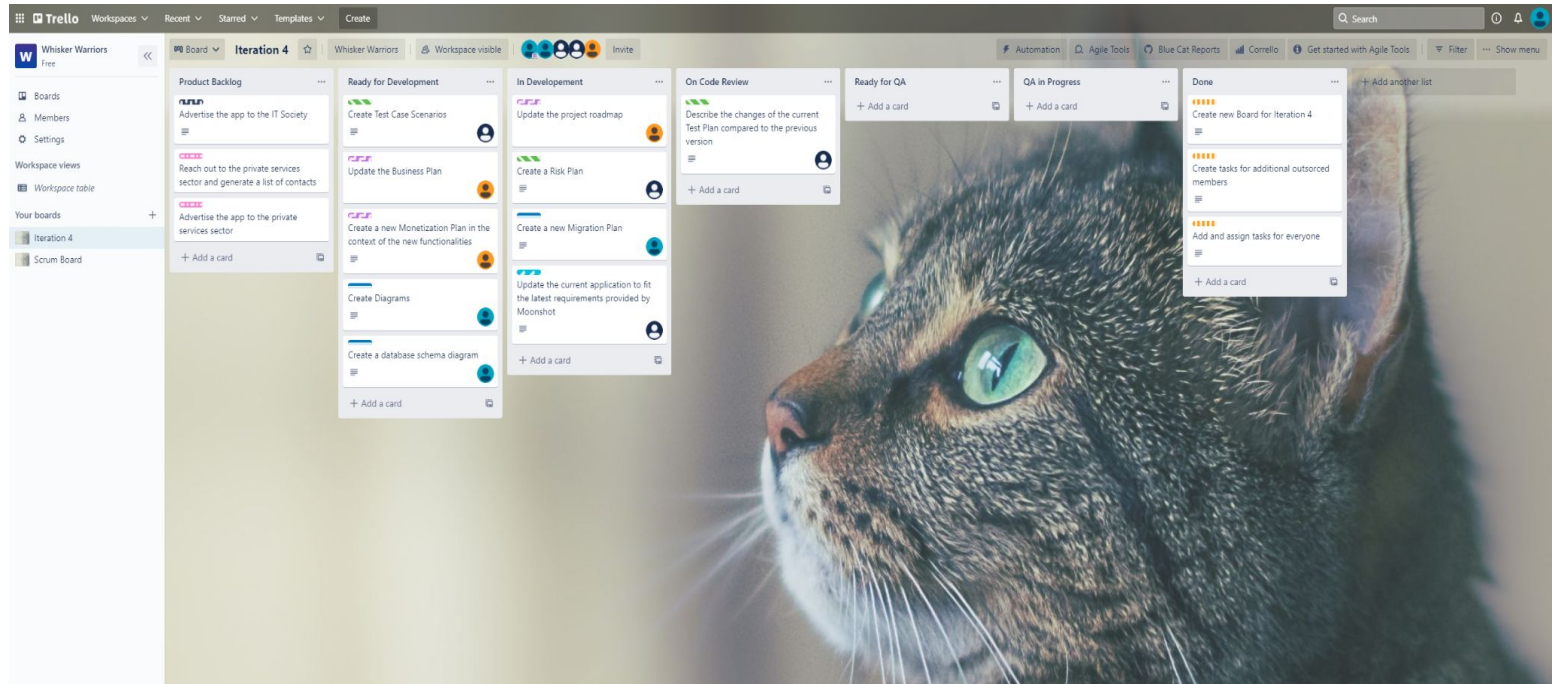 Trello Workspaces Recent Starred Templates Create Search
W Whisker Warriors
Free
Board Iteration 4 Whisker Warriors Workspace visible Invite Automation Agile Tools Blue Cat Reports Corrello Get started with Agile Tools Filter ... Show menu
Boards
Members
Settings
Workspace views
Workspace table
Your boards +
Iteration 4
Scrum Board
Product Backlog ...
Advertise the app to the IT Society
Reach out to the private services
sector and generate a list of contacts
Advertise the app to the private
services sector
+ Add a card
Ready for Development ...
Create Test Case Scenarios
Update the Business Plan
Create a new Monetization Plan in the
context of the new functionalities
Create Diagrams
Create a database schema diagram
+ Add a card
In Developement ...
Update the project roadmap
Create a Risk Plan
Create a new Migration Plan
Update the current application to fit
the latest requirements provided by
Moonshot
+ Add a card
On Code Review ...
Describe the changes of the current
Test Plan compared to the previous
version
+ Add a card
Ready for QA ...
+ Add a card
QA in Progress ...
+ Add a card
Done ...
Create new Board for Iteration 4
Create tasks for additional outsorced
members
Add and assign tasks for everyone
+ Add a card
+ Add another list